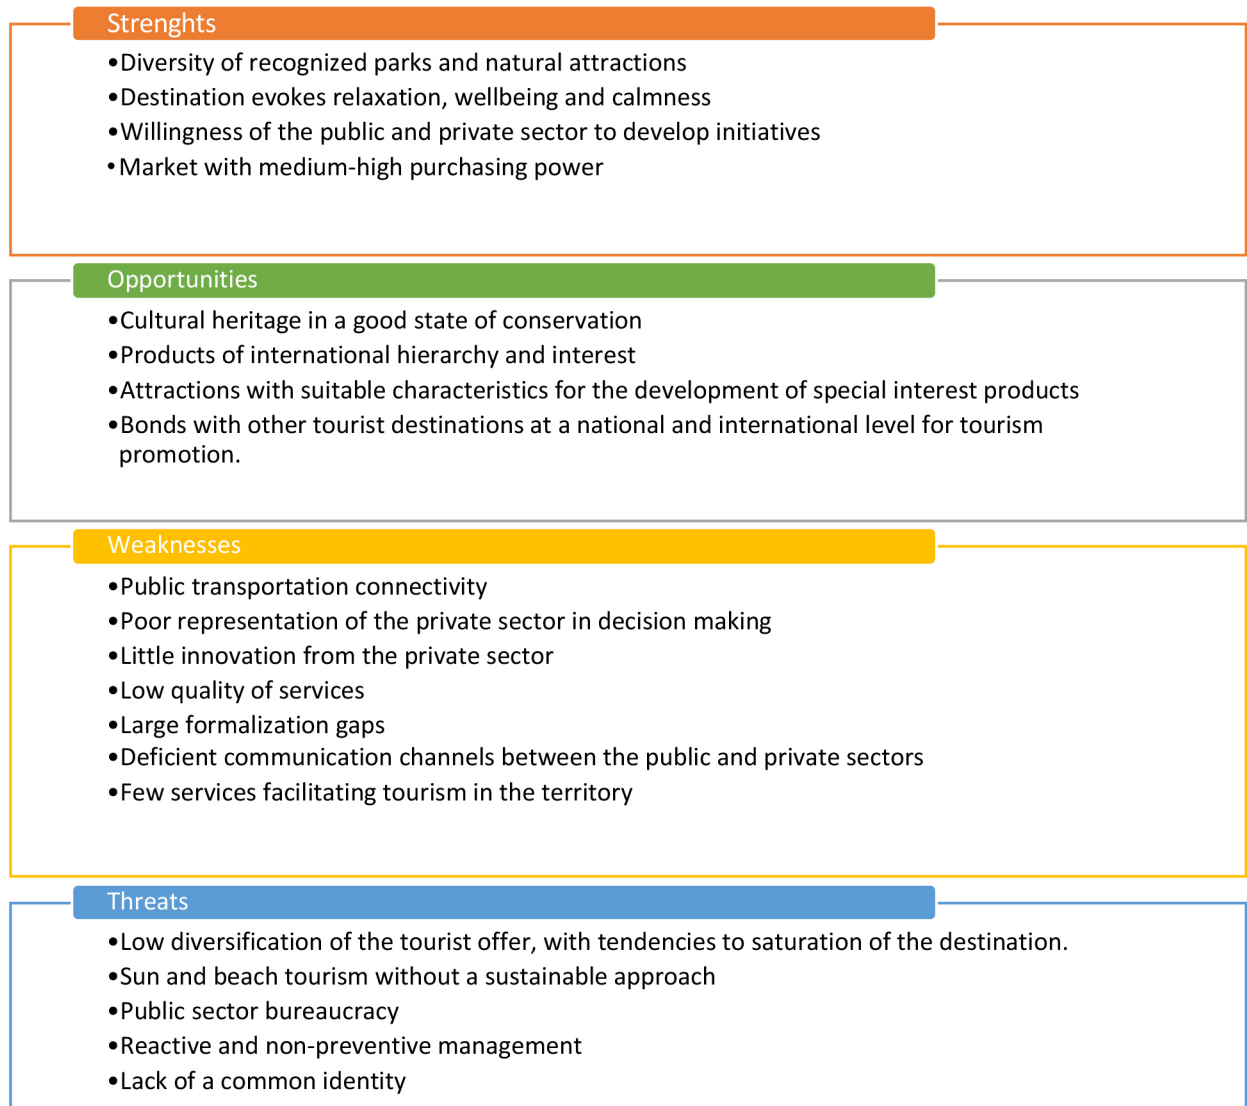 Strenghts
•Diversity of recognized parks and natural attractions
•Destination evokes relaxation, wellbeing and calmness
•Willingness of the public and private sector to develop initiatives
•Market with medium-high purchasing power
Opportunities
•Cultural heritage in a good state of conservation
•Products of international hierarchy and interest
•Attractions with suitable characteristics for the development of special interest products
•Bonds with other tourist destinations at a national and international level for tourism
promotion.
Weaknesses
•Public transportation connectivity
•Poor representation of the private sector in decision making
•Little innovation from the private sector
•Low quality of services
•Large formalization gaps
•Deficient communication channels between the public and private sectors
•Few services facilitating tourism in the territory
Threats
•Low diversification of the tourist offer, with tendencies to saturation of the destination.
•Sun and beach tourism without a sustainable approach
•Public sector bureaucracy
•Reactive and non-preventive management
•Lack of a common identity